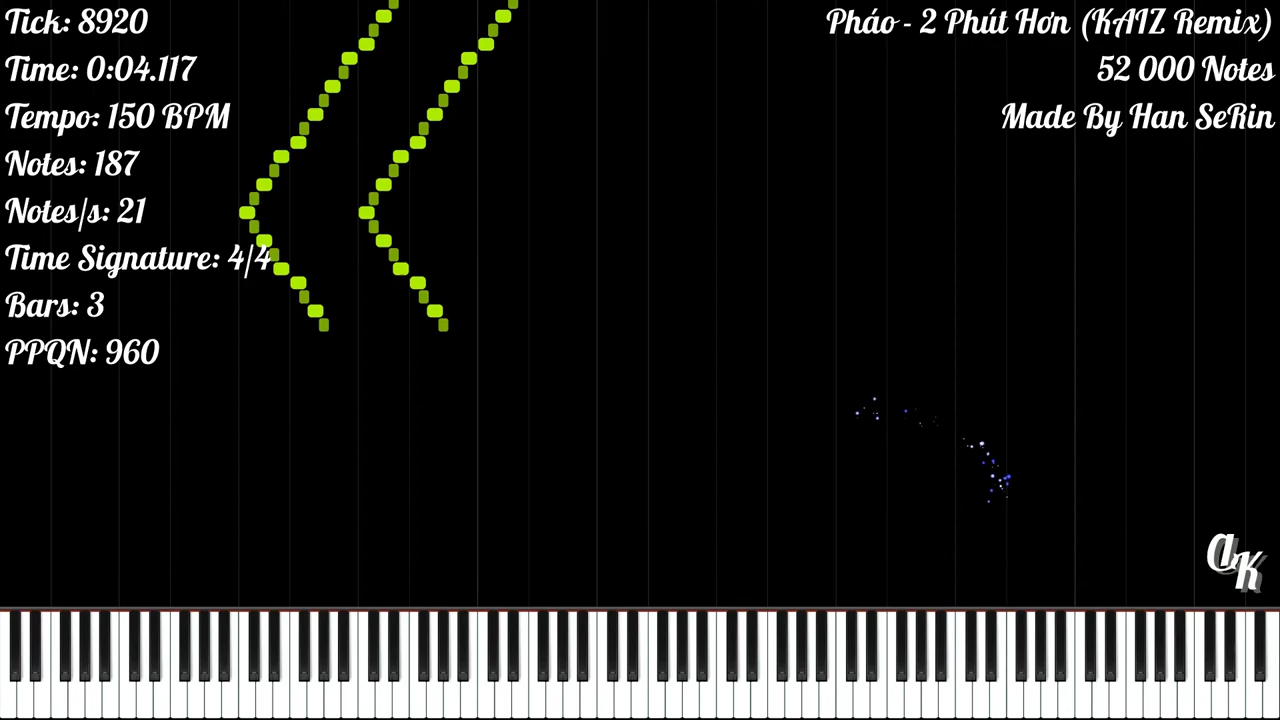 Tick: 8920
Time: 0:04.117
Tempo: 150 BPM
Notes: 187
Notes/s: 21
Time Signature: 4/4
Bars: 3
PPQN: 960
Pháo - 2 Phút Hơn (KAIZ Remix)
52 000 Notes
Made By Han SeRin
aK